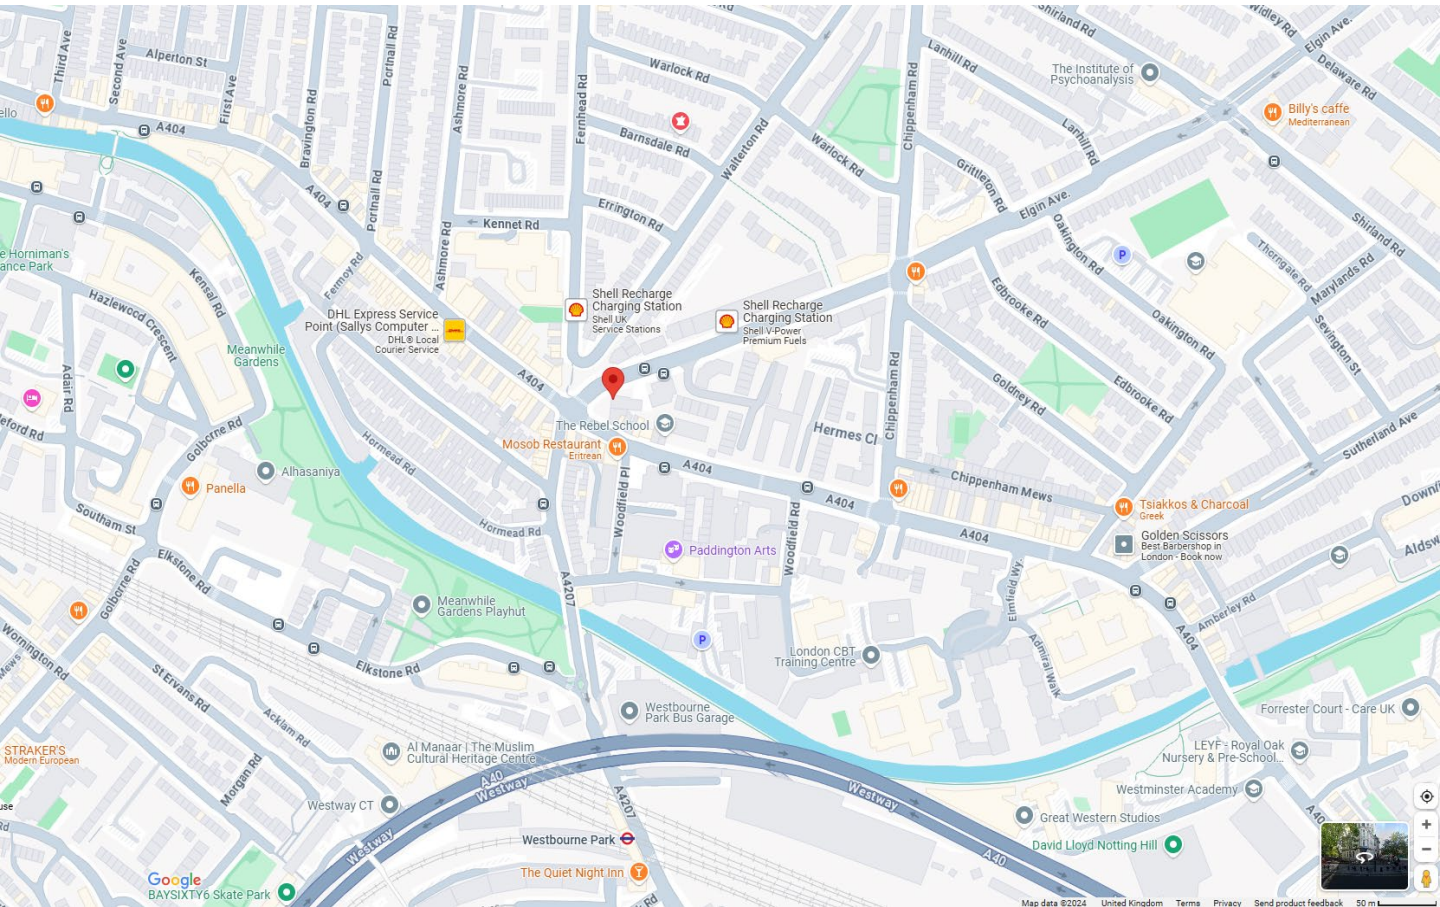 Third Ave
Second Ave
Alperton St
First Ave
Portnall Rd
Ashmore Rd
Fernhead Rd
Warlock Rd
Barnsdale Rd
Walterton Rd
Warlock Rd
Chippenham Rd
Lanhill Rd
Shirland Rd
Widley Rd
Elgin Ave.
Delaware Rd
The Institute of
Psychoanalysis
Billy's caffe
Mediterranean
Lanhill Rd
Grittleton Rd
Elgin Ave.
A404
Bravington Rd
A404
Portnall Rd
Ashmore Rd
Kennet Rd
Errington Rd
Oakington Rd
Shirland Rd
Thorngate Rd
Marylands Rd
Sevington St
e Horniman's
ance Park
Kensal Rd
Hazlewood Crescent
Fermoy Rd
DHL Express Service
Point (Sallys Computer ...
DHL® Local
Courier Service
Shell Recharge
Charging Station
Shell UK
Service Stations
Shell Recharge
Charging Station
Shell V-Power
Premium Fuels
Edbrooke Rd
Oakington Rd
Edbrooke Rd
Goldney Rd
Chippenham Rd
Meanwhile
Gardens
Adair Rd
A404
The Rebel School
Mosob Restaurant
Eritrean
Hermes Cl
Sutherland Ave
Golborne Rd
Hormead Rd
Alhasaniya
Panella
A404
Woodfield Pl
A404
Chippenham Mews
Tsiakkos & Charcoal
Greek
Golden Scissors
Best Barbershop in
London - Book now
A404
Southam St
Hormead Rd
Woodfield Rd
Paddington Arts
Elkstone Rd
Golborne Rd
A4207
Meanwhile
Gardens Playhut
Elmfield Wy.
Amberley Rd
A404
Admiral Walk
Wornington Rd
Mews
St Ervans Rd
Elkstone Rd
London CBT
Training Centre
Acklam Rd
Westbourne
Park Bus Garage
Forrester Court - Care UK
STRAKER'S
Modern European
Al Manaar | The Muslim
Cultural Heritage Centre
LEYF - Royal Oak
Nursery & Pre-School...
Morgan Rd
A40
Westway
Westway
Westminster Academy
Westway CT
A4207
Great Western Studios
Westway
Westbourne Park
A40
David Lloyd Notting Hill
The Quiet Night Inn
Google
BAYSIXTY6 Skate Park
Map data ©2024 United Kingdom Terms Privacy Send product feedback 50 m